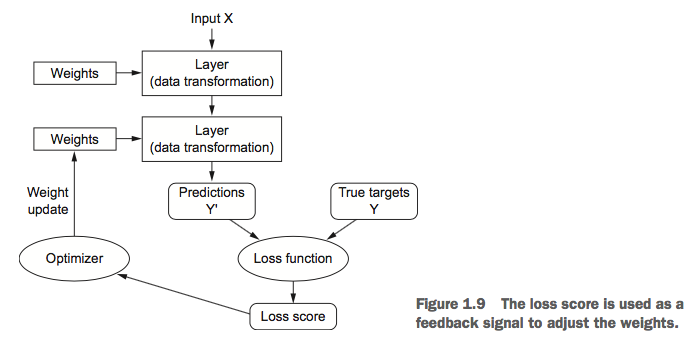 Input X
Layer
(data transformation)
Weights
Layer
(data transformation)
Weights
Weight
update
Predictions
Y'
True targets
Y
Optimizer
Loss function
Loss score
Figure 1.9 The loss score is used as a
feedback signal to adjust the weights.